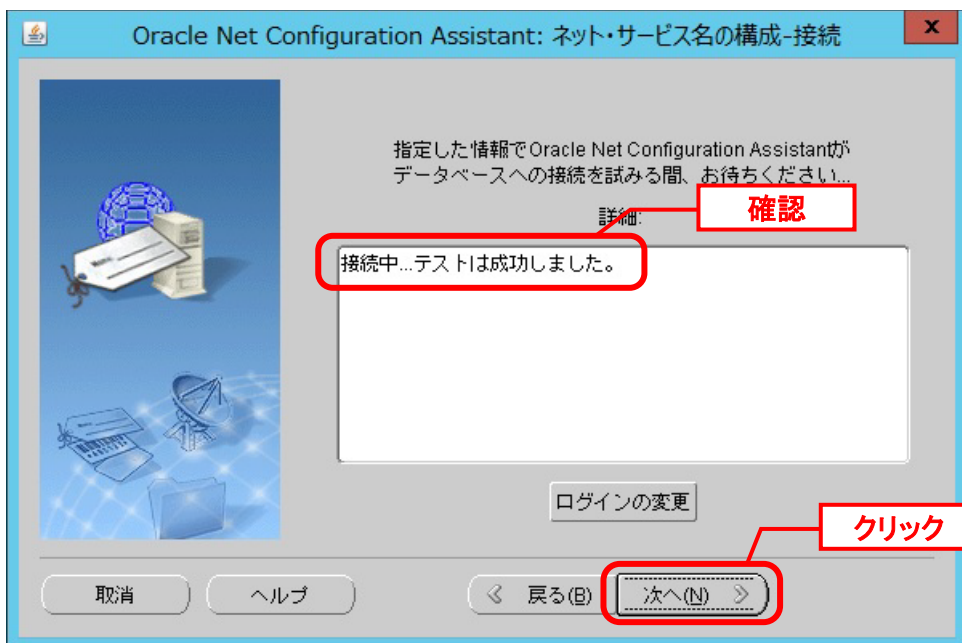 Oracle Net Configuration Assistant: ネット・サービス名の構成-接続
x
指定した情報でOracle Net Configuration Assistantが
データベースへの接続を試みる間、お待ちください...
詳細:
確認
接続中...テストは成功しました。
ログインの変更
クリック
取消
ヘルプ
戻る(B)
次へ(N)